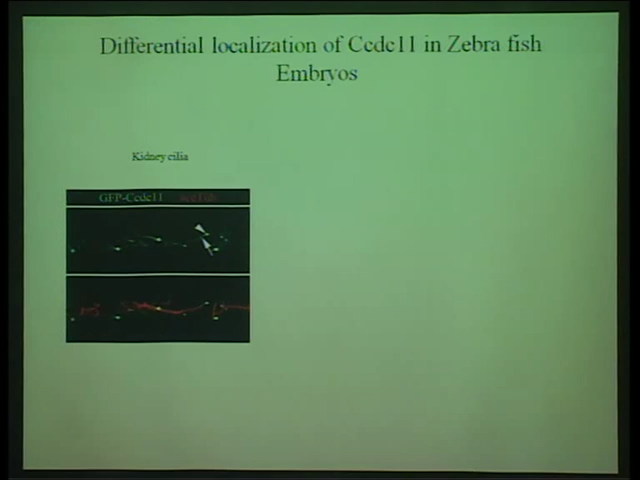 Differential localization of Ccdc11 in Zebra fish
Embryos
Kidney cilia
GFP-Ccdc11